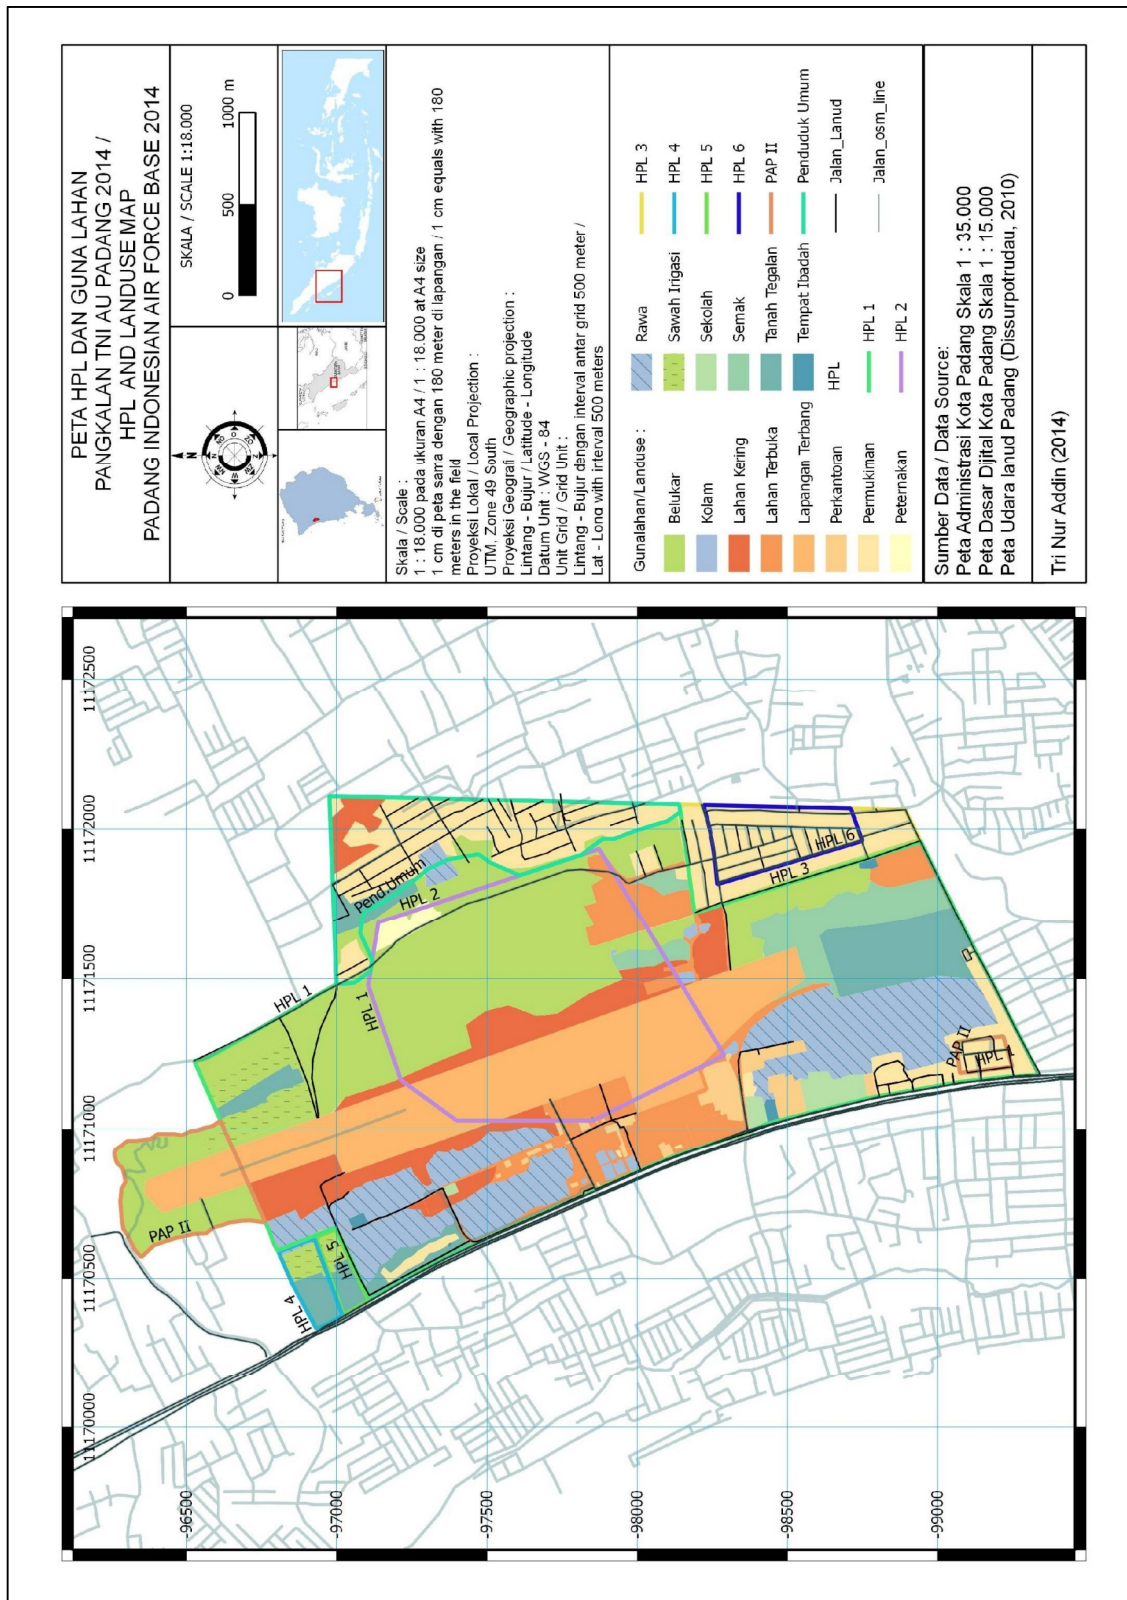 PETA HPL DAN GUNA LAHAN
PANGKALAN TNI AU PADANG 2014 /
HPL AND LANDUSE MAP
PADANG INDONESIAN AIR FORCE BASE 2014
N
SKALA / SCALE 1:18.000
0 500 1000 m
Skala / Scale :
1 : 18.000 pada ukuran A4 / 1 : 18.000 at A4 size
1 cm di peta sama dengan 180 meter di lapangan / 1 cm equals with 180
meters in the field
Proyeksi Lokal / Local Projection :
UTM, Zone 49 South
Proyeksi Geografi / Geographic projection :
Lintang - Bujur / Latitude - Longitude
Datum Unit : WGS - 84
Unit Grid / Grid Unit :
Lintang - Bujur dengan interval antar grid 500 meter /
Lat - Long with interval 500 meters
Gunalahan/Landuse :
Belukar
Kolam
Lahan Kering
Lahan Terbuka
Lapangan Terbang
Perkantoran
Permukiman
Peternakan
Rawa
Sawah Irigasi
Sekolah
Semak
Tanah Tegalan
Tempat Ibadah
HPL
HPL 1
HPL 2
HPL 3
HPL 4
HPL 5
HPL 6
PAP II
Penduduk Umum
Jalan_Lanud
Jalan_osm_line
Sumber Data / Data Source:
Peta Administrasi Kota Padang Skala 1 : 35.000
Peta Dasar Dijital Kota Padang Skala 1 : 15.000
Peta Udara lanud Padang (Dissurpotrudau, 2010)
Tri Nur Addin (2014)
11170000
11170500
11171000
11171500
11172000
11172500
-96500
-97000
-97500
-98000
-98500
-99000
PAP II
HPL 4
HPL 5
HPL 1
HPL 1
HPL 2
Pend.Umum
HPL 3
HPL 6
PAP II
HPL 1